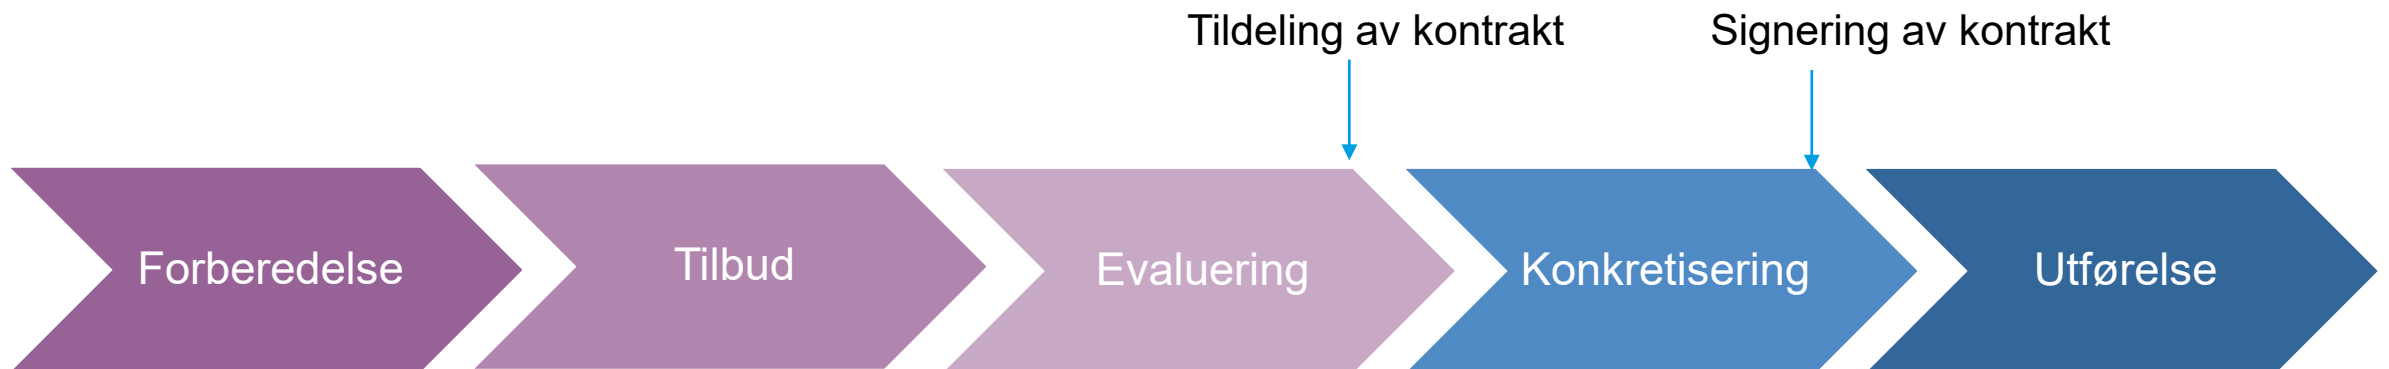 Tildeling av kontrakt
Signering av kontrakt
Forberedelse
Tilbud
Evaluering
Konkretisering
Utførelse